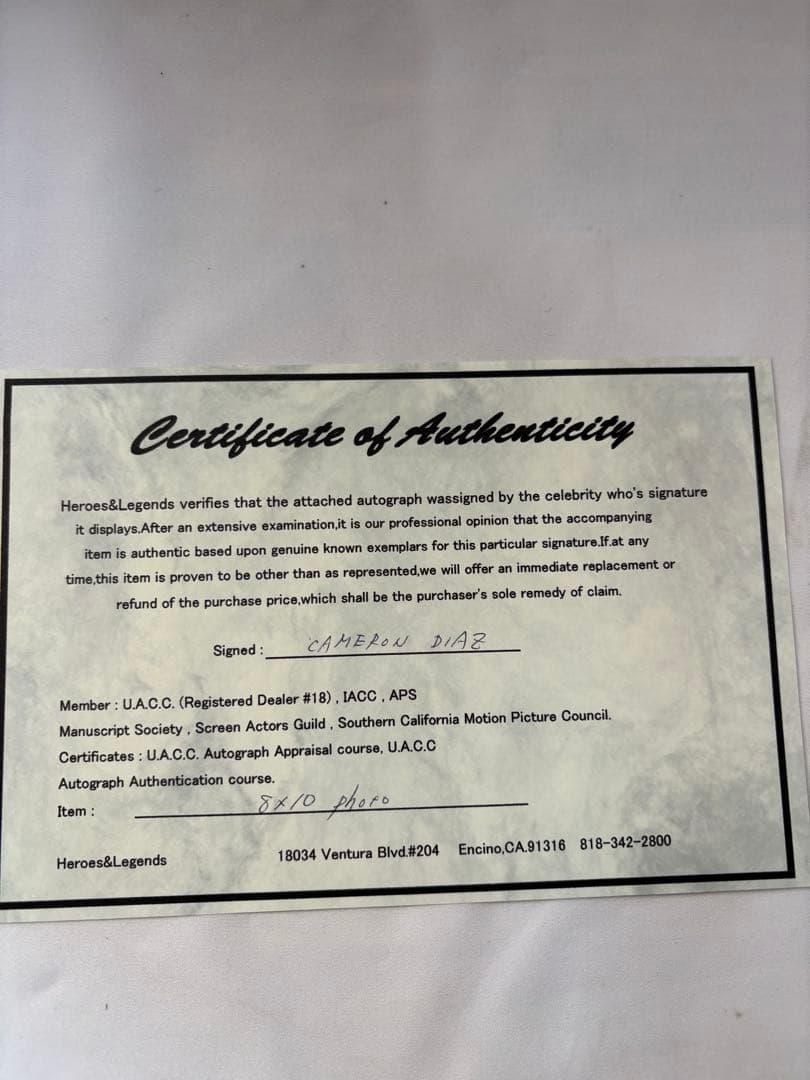 Certificate of Authenticity
Heroes&Legends verifies that the attached autograph wassigned by the celebrity who's signature
it displays.After an extensive examination,it is our professional opinion that the accompanying
item is authentic based upon genuine known exemplars for this particular signature.If.at any
time,this item is proven to be other than as represented,we will offer an immediate replacement or
refund of the purchase price,which shall be the purchaser's sole remedy of claim.
Signed : CAMERON DIAZ
Member : U.A.C.C. (Registered Dealer #18) , IACC , APS
Manuscript Society , Screen Actors Guild , Southern California Motion Picture Council.
Certificates : U.A.C.C. Autograph Appraisal course, U.A.C.C
Autograph Authentication course.
Item : 8x10 photo
Heroes&Legends 18034 Ventura Blvd.#204 Encino,CA.91316 818-342-2800